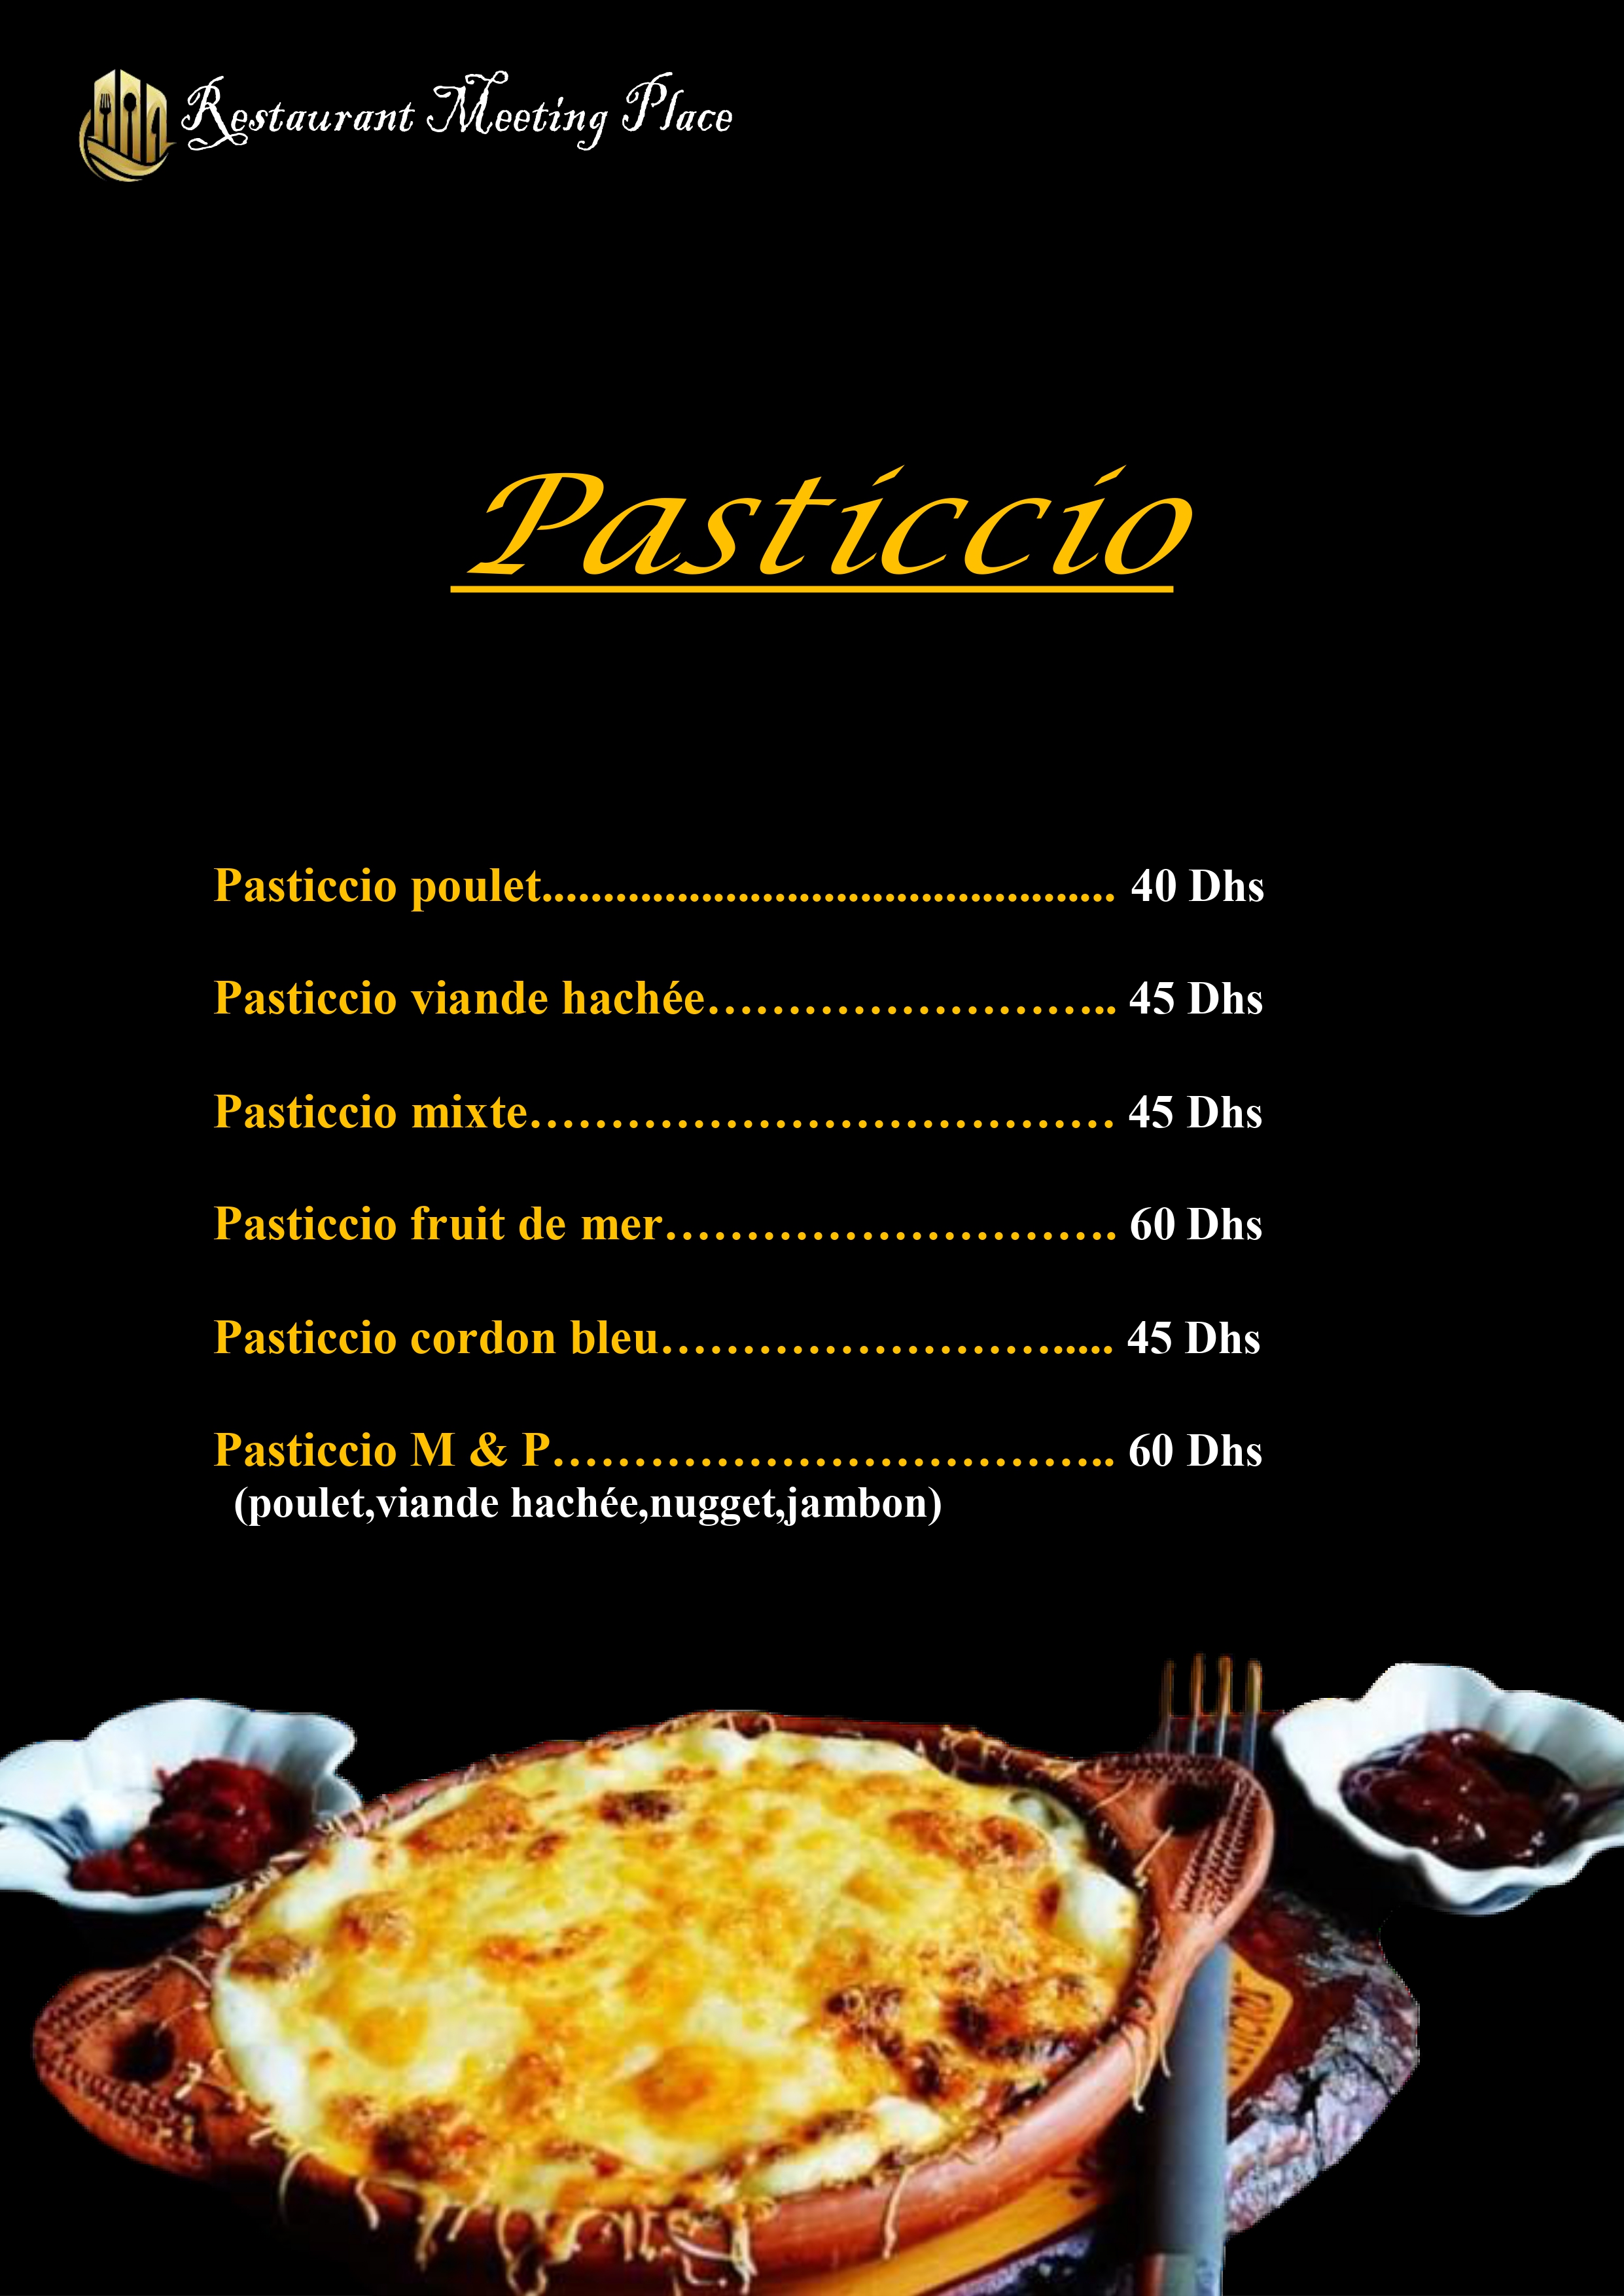 Restaurant Meeting Place
Pasticcio
Pasticcio poulet............................................... 40 Dhs
Pasticcio viande hachée…………………….. 45 Dhs
Pasticcio mixte……………………………… 45 Dhs
Pasticcio fruit de mer………………………. 60 Dhs
Pasticcio cordon bleu……………………..... 45 Dhs
Pasticcio M & P…………………………….. 60 Dhs
(poulet,viande hachée,nugget,jambon)